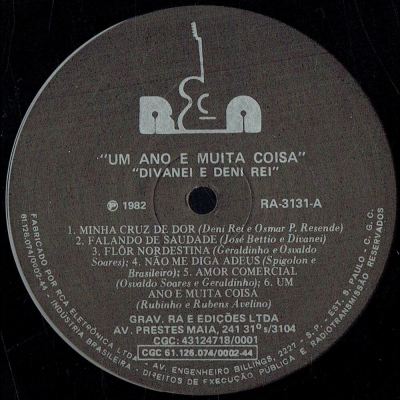 REA
"UM ANO E MUITA COISA"
"DIVANEI E DENI REI"
℗ 1982
RA-3131-A
1. MINHA CRUZ DE DOR (Deni Rei e Osmar P. Resende)
2. FALANDO DE SAUDADE (José Bettio e Divanei)
3. FLÔR NORDESTINA (Geraldinho e Osvaldo
Soares); 4. NÃO ME DIGA ADEUS (Spigolon e
Brasileiro); 5. AMOR COMERCIAL
(Osvaldo Soares e Geraldinho); 6. UM
ANO E MUITA COISA
(Rubinho e Rubens Avelino)
GRAV. RA E EDIÇÕES LTDA
AV. PRESTES MAIA, 241 31º s/3104
CGC: 43124718/0001
CGC 61.126.074/0002-44
FABRICADO POR RCA ELETRÔNICA LTDA - AV. ENGENHEIRO BILLINGS, 2227 - S.P. - EST. S. PAULO - C.G.C.
61.126.074/0002-44 - INDÚSTRIA BRASILEIRA - DIREITOS DE EXECUÇÃO PÚBLICA E RADIOTRANSMISSÃO RESERVADOS